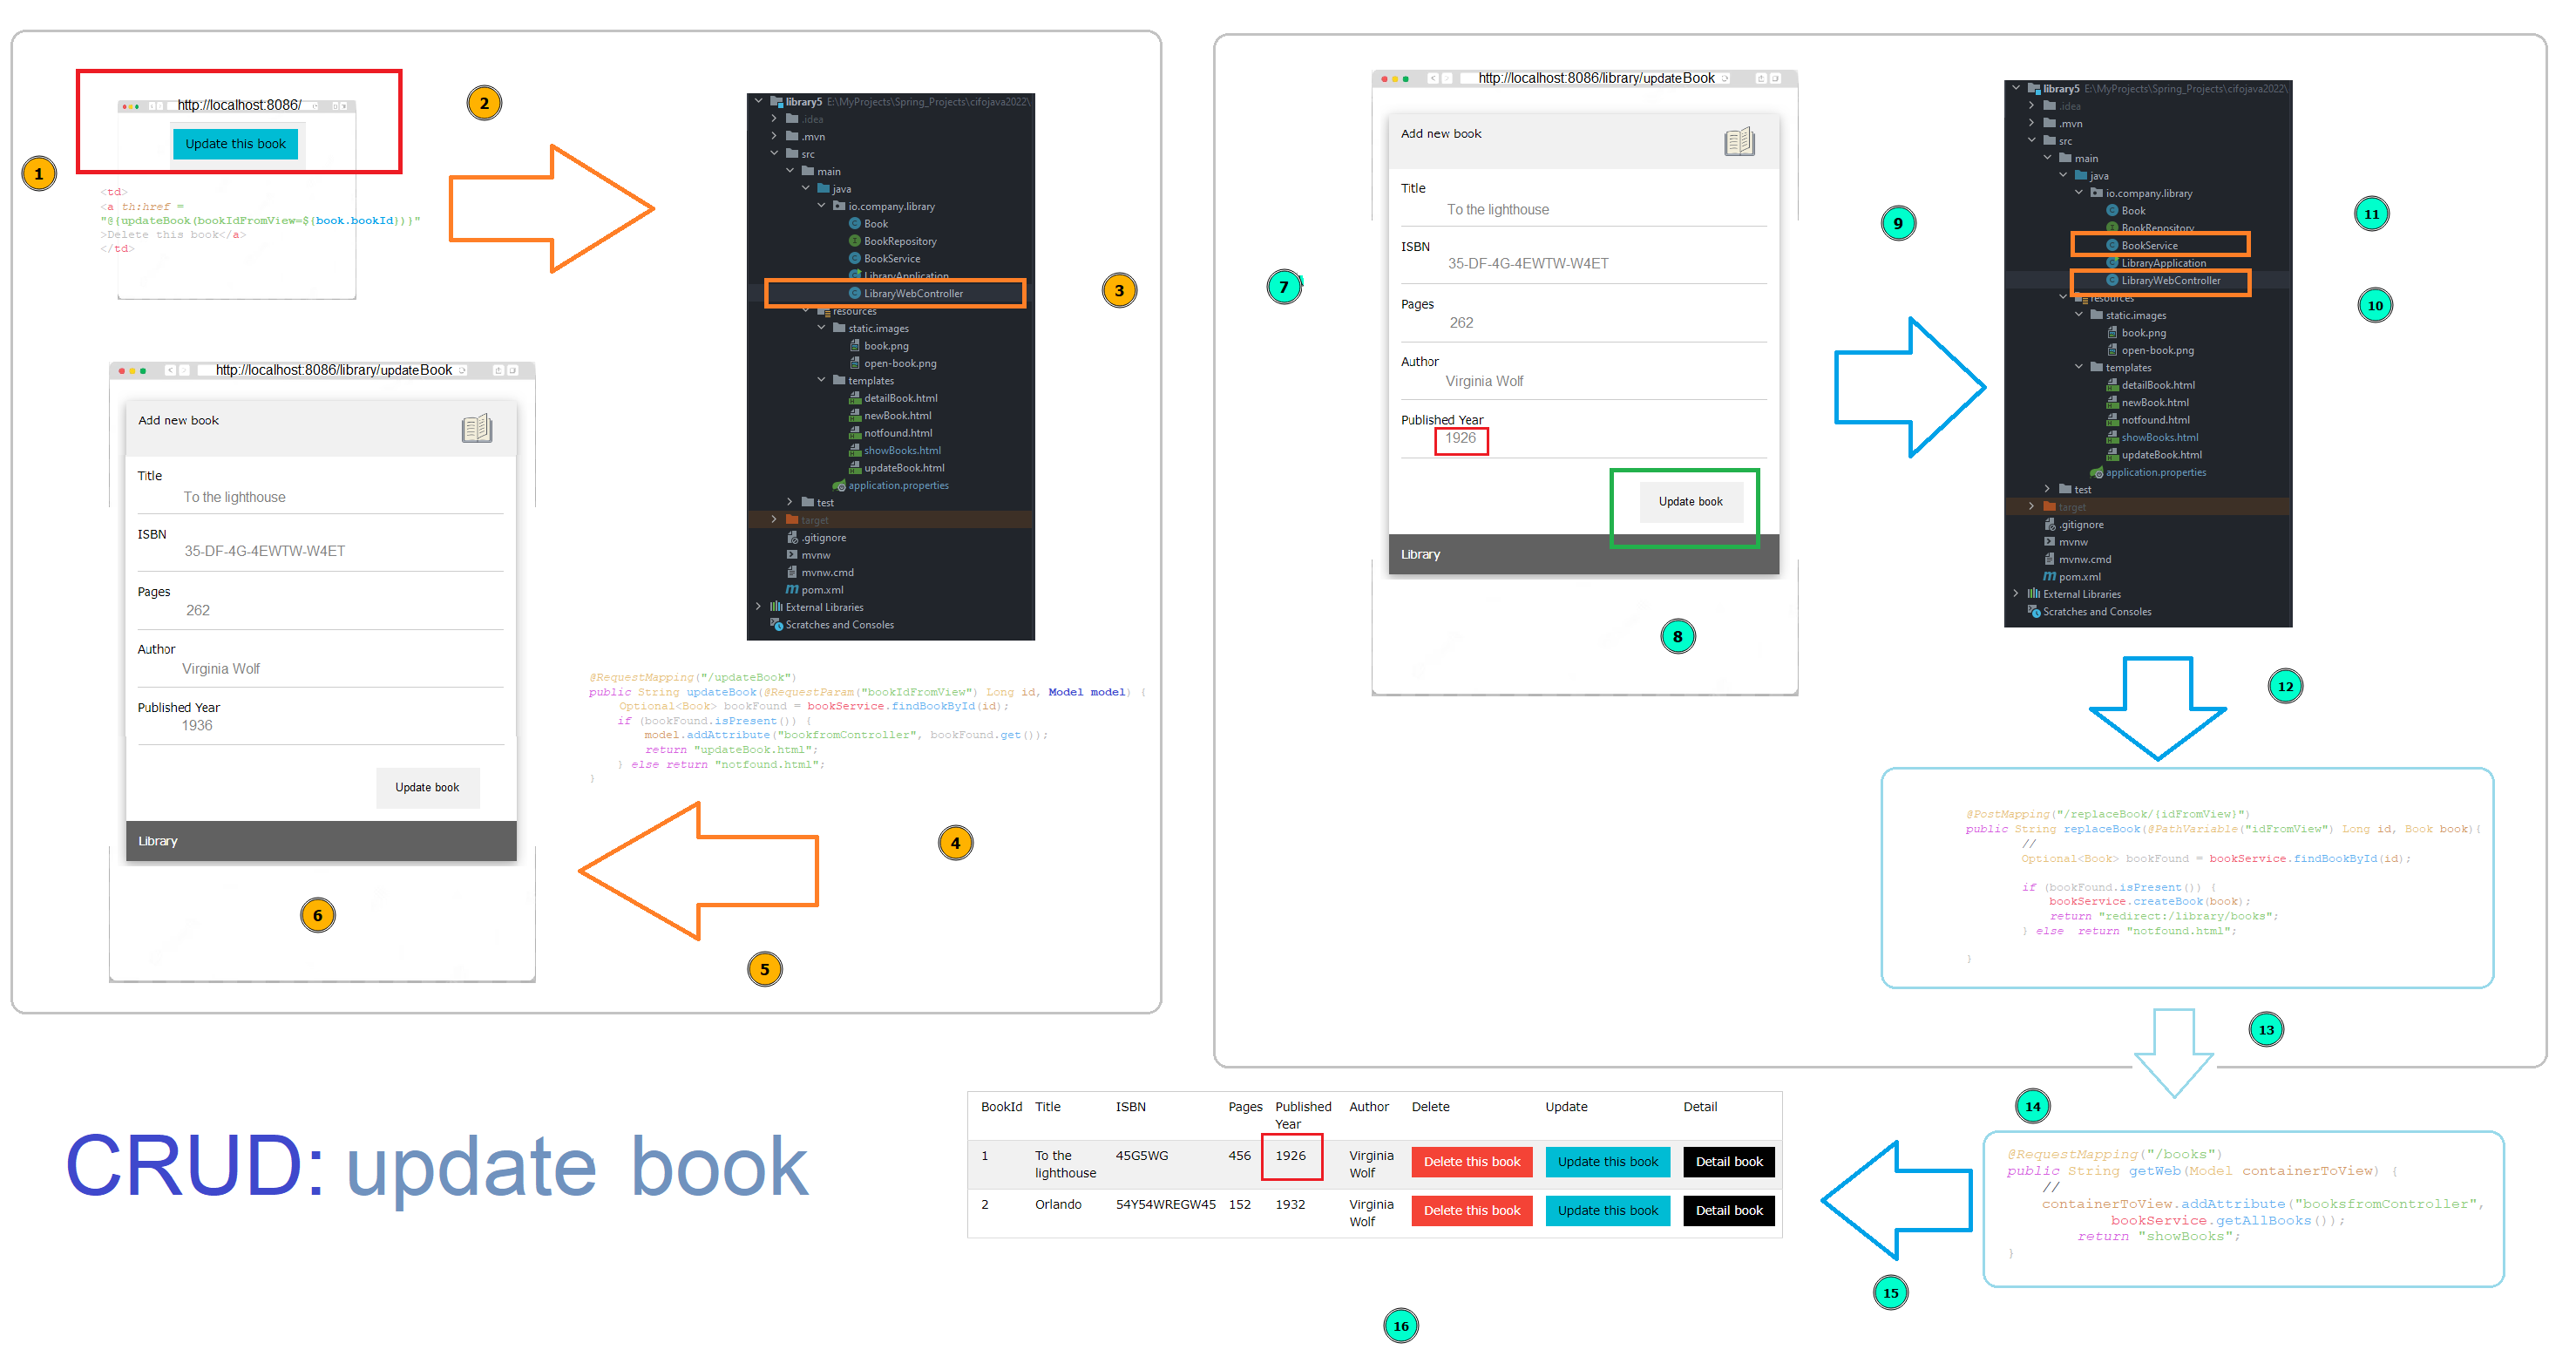 1
http://localhost:8086/
Update this book
<td>
<a th:href =
"@{updateBook(bookIdFromView=${book.bookId})}"
>Delete this book</a>
</td>
2
library5 E:\MyProjects\Spring_Projects\cifojava2022\
.idea
.mvn
src
main
java
io.company.library
Book
BookRepository
BookService
LibraryApplication
LibraryWebController
resources
static.images
book.png
open-book.png
templates
detailBook.html
newBook.html
notfound.html
showBooks.html
updateBook.html
application.properties
test
target
.gitignore
mvnw
mvnw.cmd
pom.xml
External Libraries
Scratches and Consoles
3
@RequestMapping("/updateBook")
public String updateBook(@RequestParam("bookIdFromView") Long id, Model model) {
Optional<Book> bookFound = bookService.findBookById(id);
if (bookFound.isPresent()) {
model.addAttribute("bookfromController", bookFound.get());
return "updateBook.html";
} else return "notfound.html";
}
4
5
http://localhost:8086/library/updateBook
Add new book
Title
To the lighthouse
ISBN
35-DF-4G-4EWTW-W4ET
Pages
262
Author
Virginia Wolf
Published Year
1936
Update book
Library
6
7
http://localhost:8086/library/updateBook
Add new book
Title
To the lighthouse
ISBN
35-DF-4G-4EWTW-W4ET
Pages
262
Author
Virginia Wolf
Published Year
1926
Update book
Library
8
9
library5 E:\MyProjects\Spring_Projects\cifojava2022\
.idea
.mvn
src
main
java
io.company.library
Book
BookRepository
BookService
LibraryApplication
LibraryWebController
resources
static.images
book.png
open-book.png
templates
detailBook.html
newBook.html
notfound.html
showBooks.html
updateBook.html
application.properties
test
target
.gitignore
mvnw
mvnw.cmd
pom.xml
External Libraries
Scratches and Consoles
11
10
12
@PostMapping("/replaceBook/{idFromView}")
public String replaceBook(@PathVariable("idFromView") Long id, Book book){
//
Optional<Book> bookFound = bookService.findBookById(id);
if (bookFound.isPresent()) {
bookService.createBook(book);
return "redirect:/library/books";
} else return "notfound.html";
}
13
14
@RequestMapping("/books")
public String getWeb(Model containerToView) {
//
containerToView.addAttribute("booksfromController",
bookService.getAllBooks());
return "showBooks";
}
15
BookId Title ISBN Pages Published Year Author Delete Update Detail
1 To the lighthouse 45G5WG 456 1926 Virginia Wolf Delete this book Update this book Detail book
2 Orlando 54Y54WREGW45 152 1932 Virginia Wolf Delete this book Update this book Detail book
16
CRUD: update book